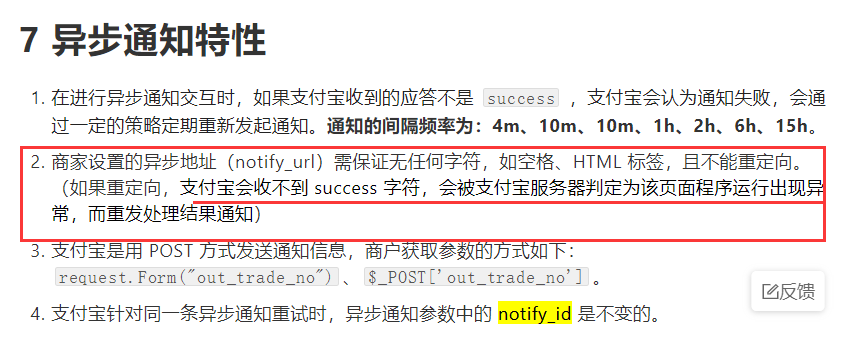 7 异步通知特性
1. 在进行异步通知交互时，如果支付宝收到的应答不是 success ，支付宝会认为通知失败，会通
过一定的策略定期重新发起通知。通知的间隔频率为：4m、10m、10m、1h、2h、6h、15h。
2. 商家设置的异步地址（notify_url）需保证无任何字符，如空格、HTML 标签，且不能重定向。
（如果重定向，支付宝会收不到 success 字符，会被支付宝服务器判定为该页面程序运行出现异
常，而重发处理结果通知）
3. 支付宝是用 POST 方式发送通知信息，商户获取参数的方式如下：
request.Form("out_trade_no")、 $_POST['out_trade_no'] 。
反馈
4. 支付宝针对同一条异步通知重试时，异步通知参数中的 notify_id 是不变的。